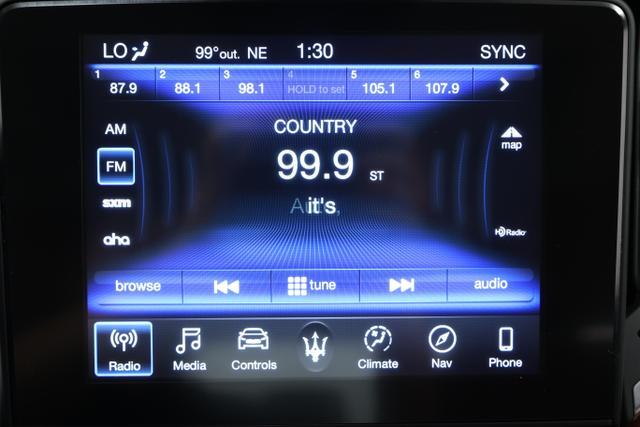 LO 99°out. NE 1:30 SYNC
1 2 3 4 5 6
87.9 88.1 98.1 HOLD to set 105.1 107.9
COUNTRY
AM
99.9 ST
map
FM
it's,
sxm
aha
HD Radio
browse tune audio
Radio Media Controls Climate Nav Phone